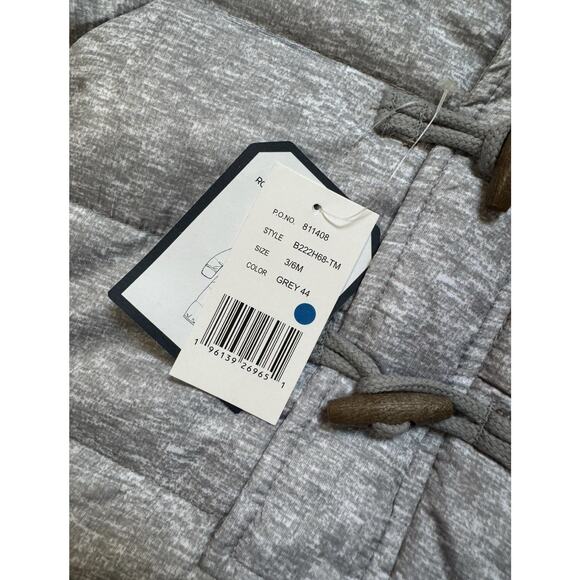 P.O.NO. 811408
STYLE B222H68-TM
SIZE 3/6M
COLOR GREY 44
1 96139 26965 1